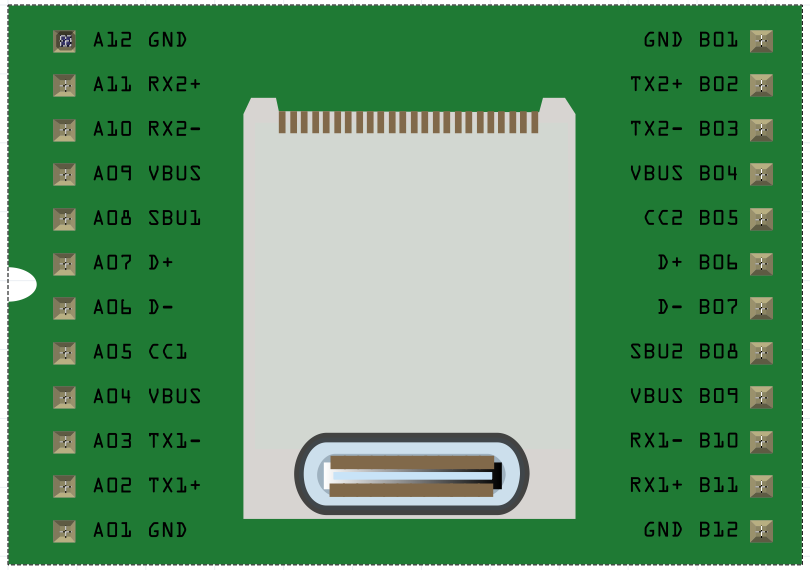 A12 GND
A11 RX2+
A10 RX2-
A09 VBUS
A08 SBU1
A07 D+
A06 D-
A05 CC1
A04 VBUS
A03 TX1-
A02 TX1+
A01 GND
GND B01
TX2+ B02
TX2- B03
VBUS B04
CC2 B05
D+ B06
D- B07
SBU2 B08
VBUS B09
RX1- B10
RX1+ B11
GND B12